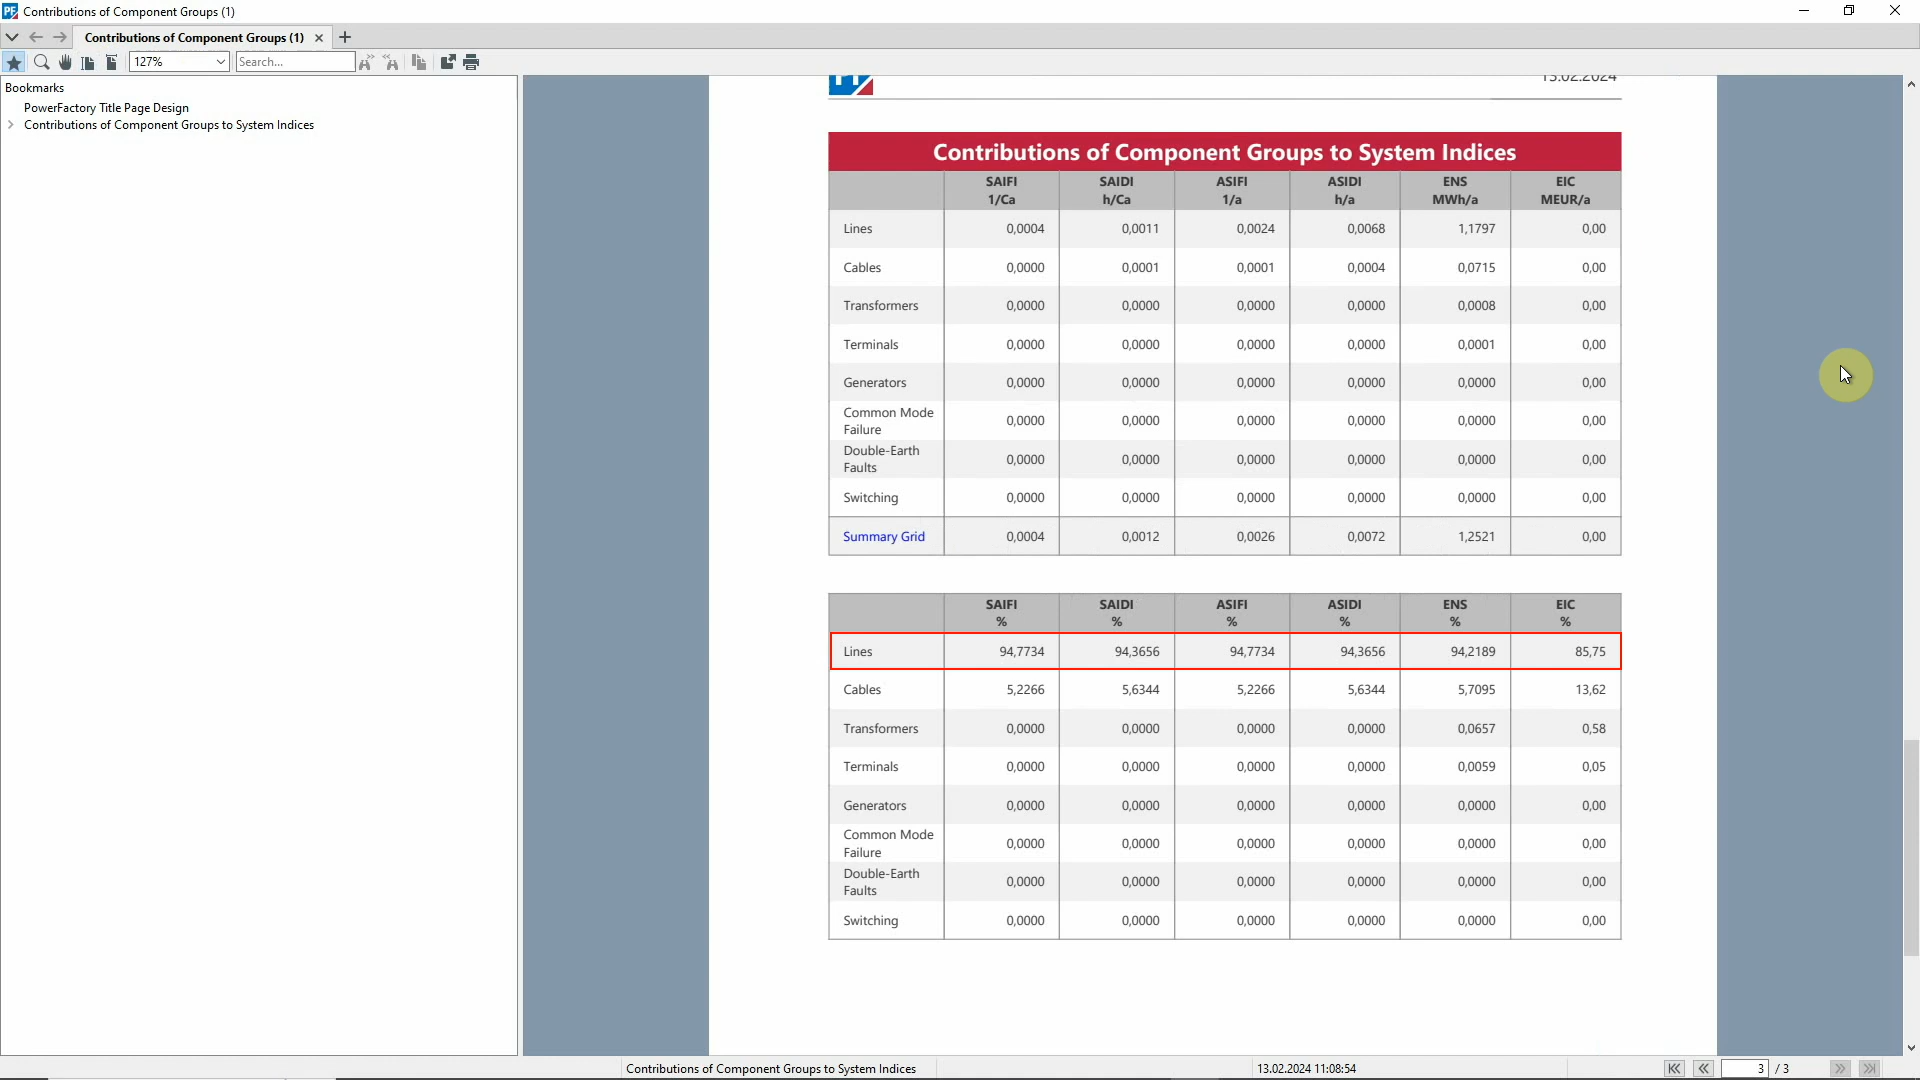 Contributions of Component Groups (1)
Contributions of Component Groups (1)
127%
Search...
Bookmarks
PowerFactory Title Page Design
Contributions of Component Groups to System Indices
13.02.2024
Contributions of Component Groups to System Indices
SAIFI SAIDI ASIFI ASIDI ENS EIC
1/Ca h/Ca 1/a h/a MWh/a MEUR/a
Lines 0,0004 0,0011 0,0024 0,0068 1,1797 0,00
Cables 0,0000 0,0001 0,0001 0,0004 0,0715 0,00
Transformers 0,0000 0,0000 0,0000 0,0000 0,0008 0,00
Terminals 0,0000 0,0000 0,0000 0,0000 0,0001 0,00
Generators 0,0000 0,0000 0,0000 0,0000 0,0000 0,00
Common Mode
Failure 0,0000 0,0000 0,0000 0,0000 0,0000 0,00
Double-Earth
Faults 0,0000 0,0000 0,0000 0,0000 0,0000 0,00
Switching 0,0000 0,0000 0,0000 0,0000 0,0000 0,00
Summary Grid 0,0004 0,0012 0,0026 0,0072 1,2521 0,00
SAIFI SAIDI ASIFI ASIDI ENS EIC
% % % % % %
Lines 94,7734 94,3656 94,7734 94,3656 94,2189 85,75
Cables 5,2266 5,6344 5,2266 5,6344 5,7095 13,62
Transformers 0,0000 0,0000 0,0000 0,0000 0,0657 0,58
Terminals 0,0000 0,0000 0,0000 0,0000 0,0059 0,05
Generators 0,0000 0,0000 0,0000 0,0000 0,0000 0,00
Common Mode
Failure 0,0000 0,0000 0,0000 0,0000 0,0000 0,00
Double-Earth
Faults 0,0000 0,0000 0,0000 0,0000 0,0000 0,00
Switching 0,0000 0,0000 0,0000 0,0000 0,0000 0,00
Contributions of Component Groups to System Indices 13.02.2024 11:08:54 3 / 3